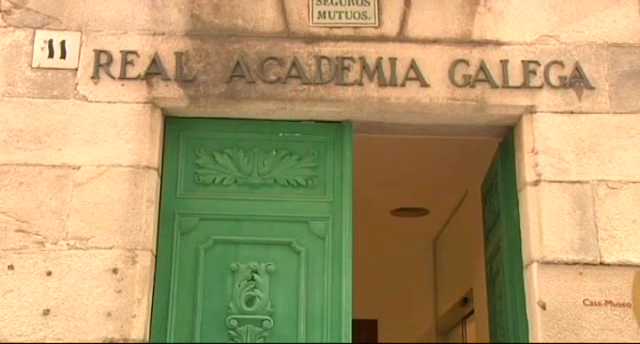 SEGUROS
MUTUOS.
11
REAL ACADEMIA GALEGA
Casa-Museo